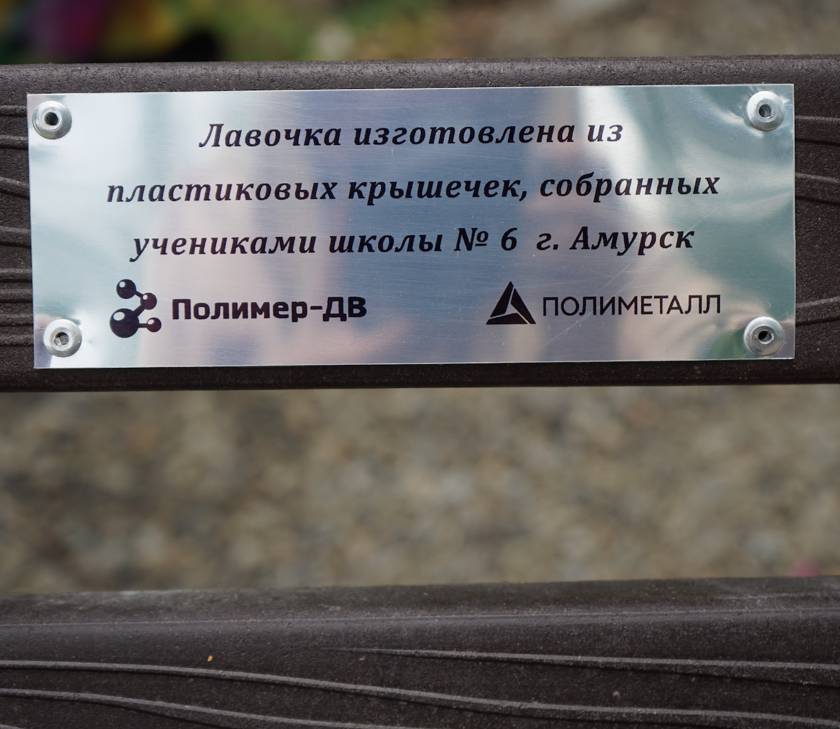 Лавочка изготовлена из
пластиковых крышечек, собранных
учениками школы № 6 г. Амурск
Полимер-ДВ ПОЛИМЕТАЛЛ